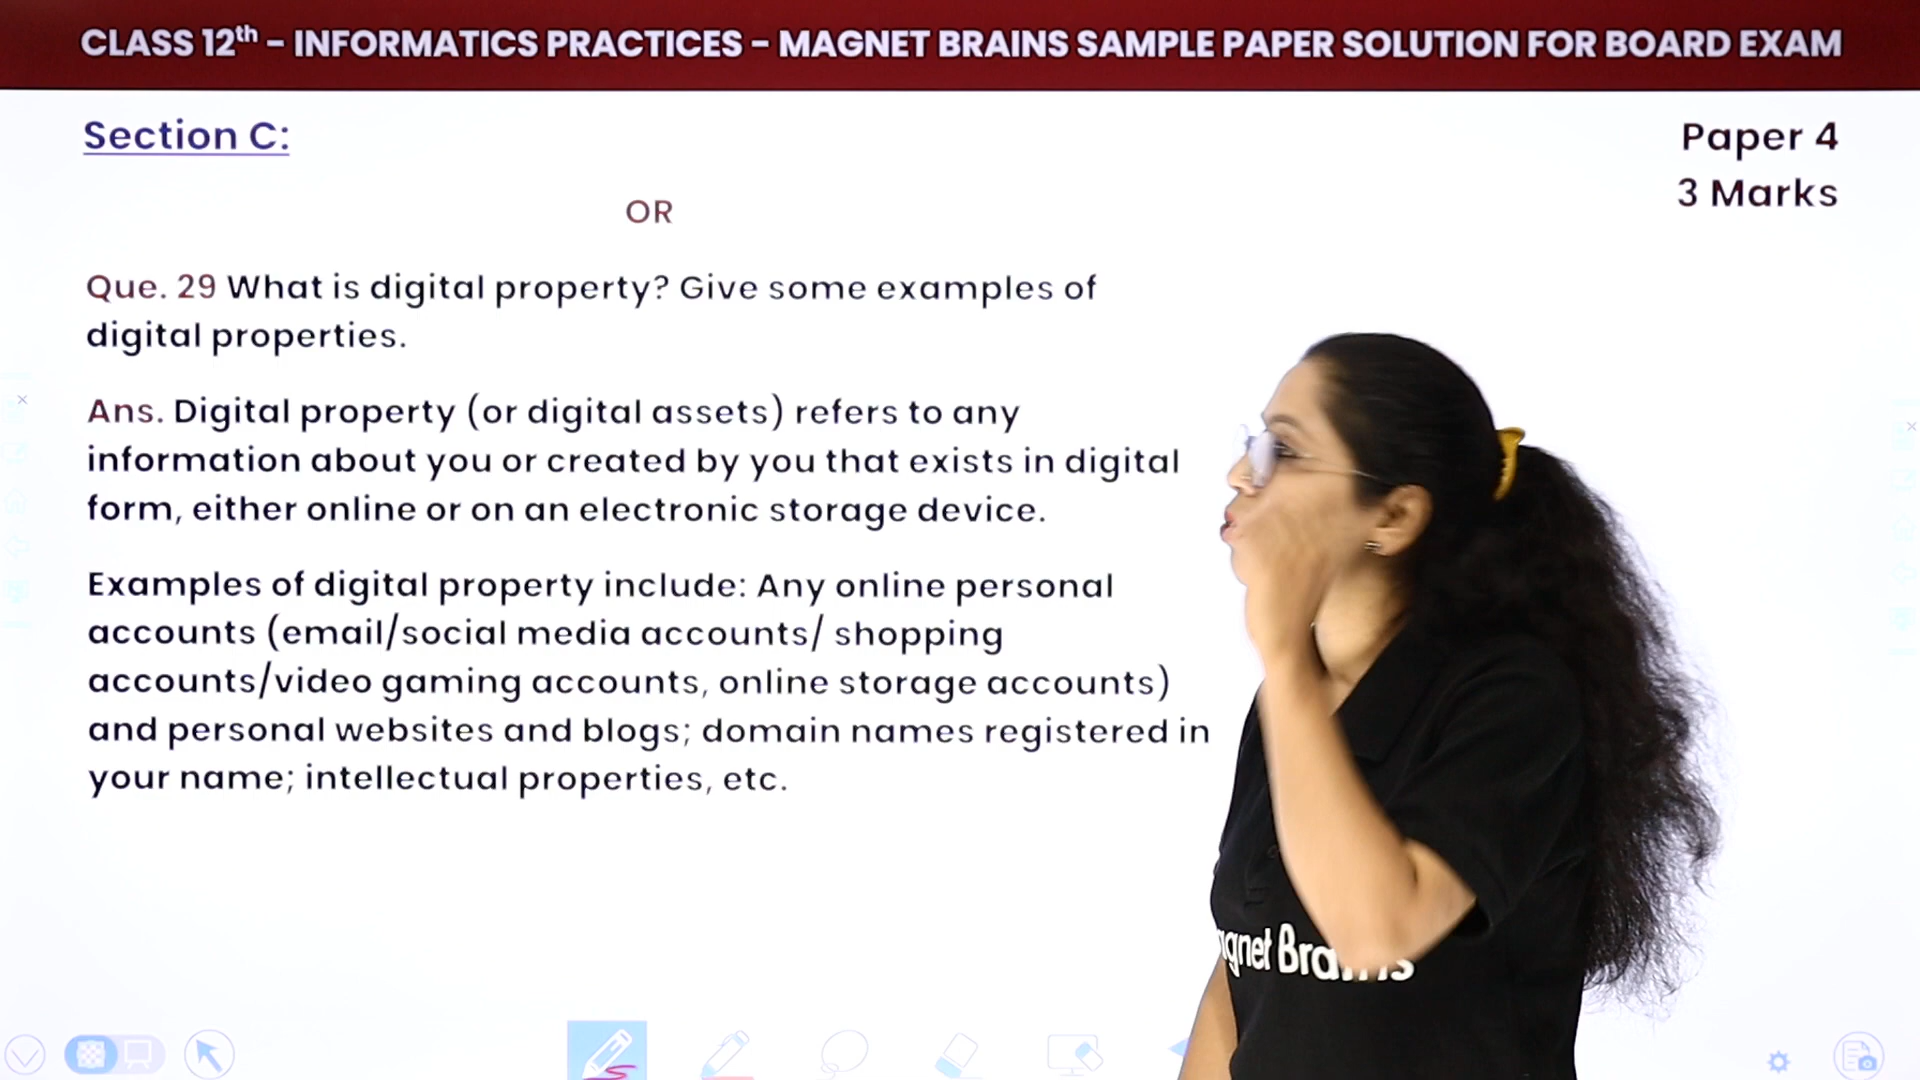 CLASS 12th – INFORMATICS PRACTICES – MAGNET BRAINS SAMPLE PAPER SOLUTION FOR BOARD EXAM
Section C:
Paper 4
3 Marks
OR
Que. 29 What is digital property? Give some examples of
digital properties.
Ans. Digital property (or digital assets) refers to any
information about you or created by you that exists in digital
form, either online or on an electronic storage device.
Examples of digital property include: Any online personal
accounts (email/social media accounts/ shopping
accounts/video gaming accounts, online storage accounts)
and personal websites and blogs; domain names registered in
your name; intellectual properties, etc.